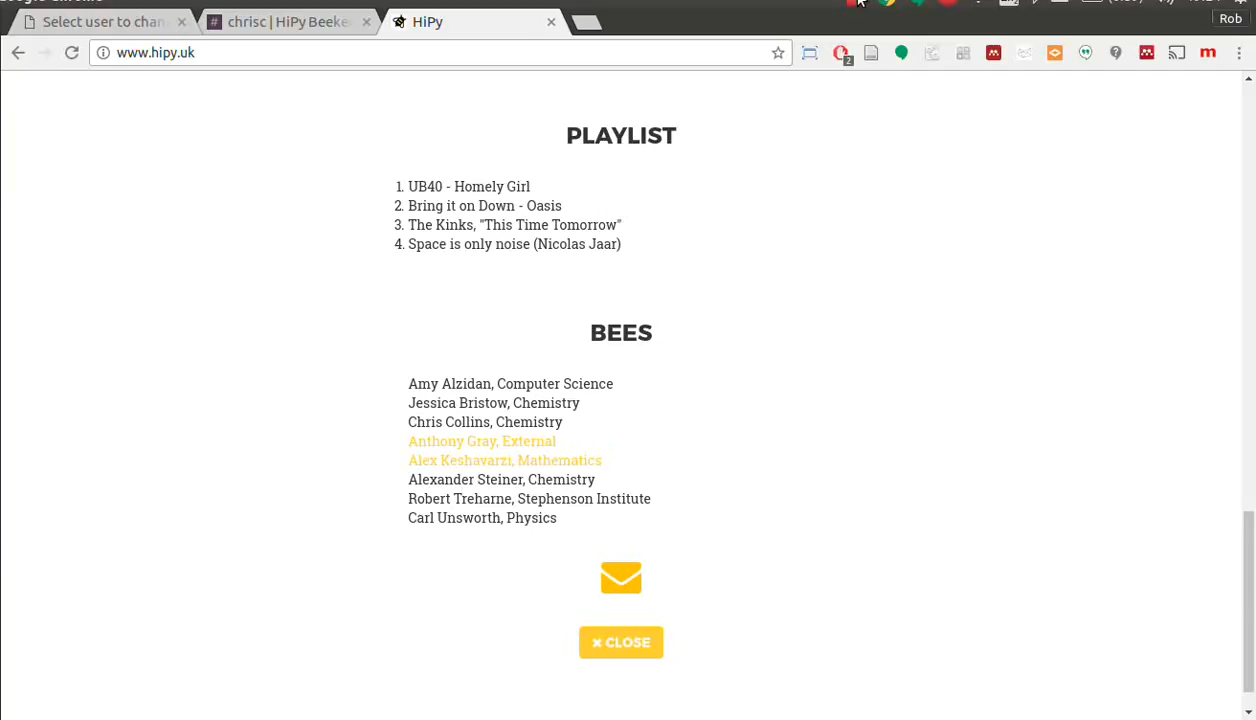 Select user to chan
chrisc | HiPy Beeke
HiPy
Rob
www.hipy.uk
2
m
PLAYLIST
1. UB40 - Homely Girl
2. Bring it on Down - Oasis
3. The Kinks, "This Time Tomorrow"
4. Space is only noise (Nicolas Jaar)
BEES
Amy Alzidan, Computer Science
Jessica Bristow, Chemistry
Chris Collins, Chemistry
Anthony Gray, External
Alex Keshavarzi, Mathematics
Alexander Steiner, Chemistry
Robert Treharne, Stephenson Institute
Carl Unsworth, Physics
✖ CLOSE